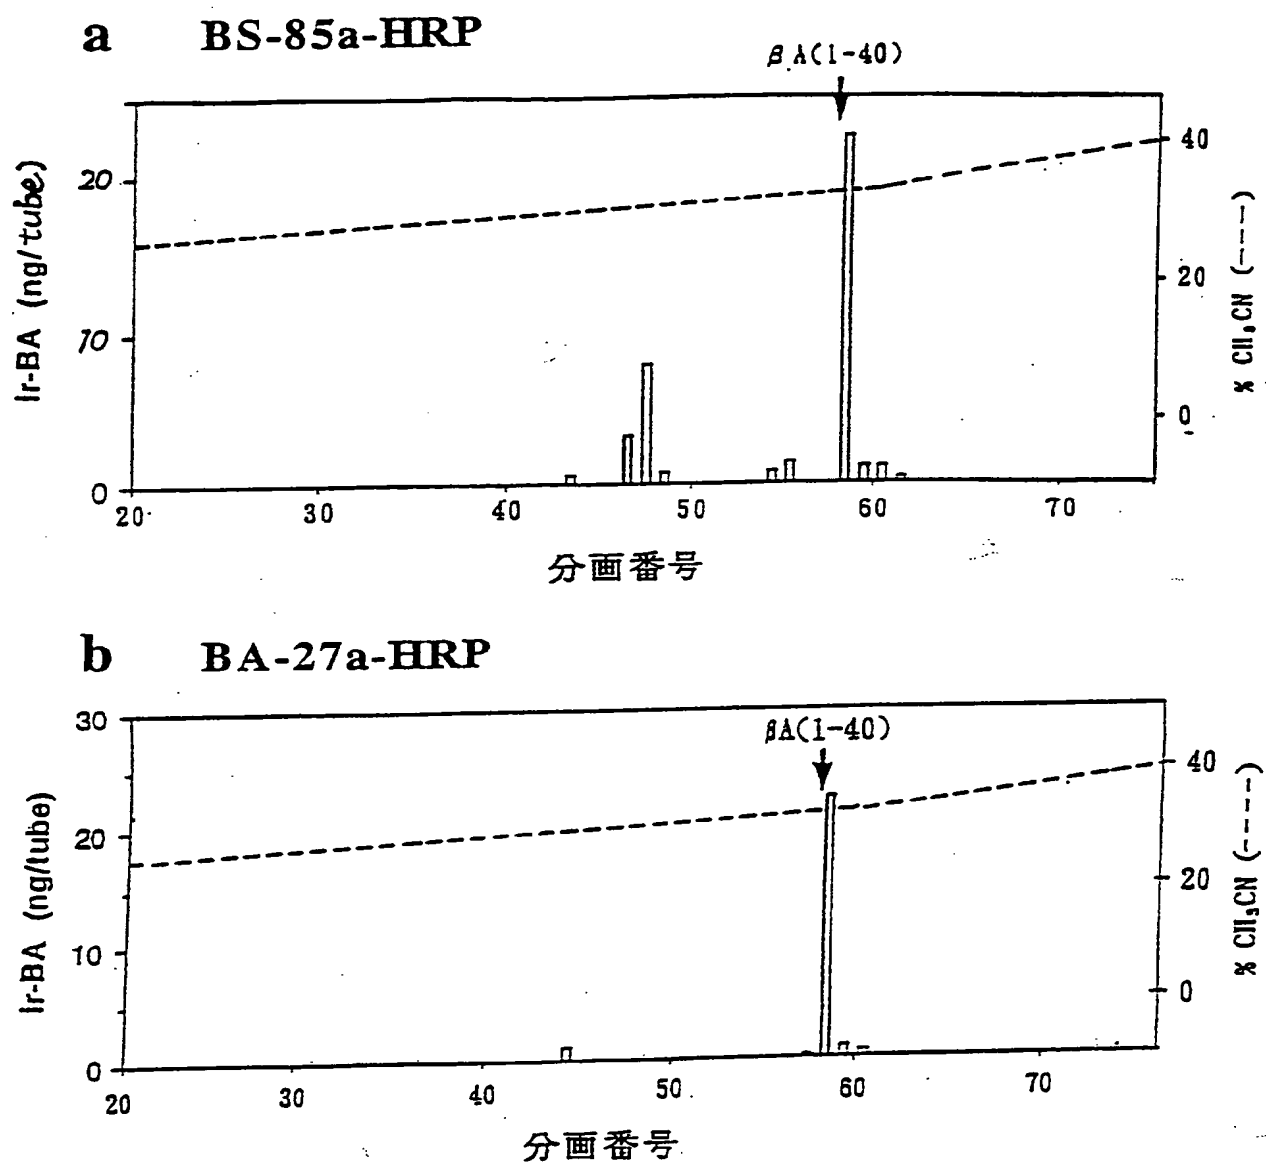 a BS-85a-HRP
βA(1-40)
Ir-BA (ng/tube)
20
10
0
% CH₃CN (---)
40
20
0
20 30 40 50 60 70
分画番号
b BA-27a-HRP
βA(1-40)
Ir-BA (ng/tube)
30
20
10
0
% CH₃CN (----)
40
20
0
20 30 40 50 60 70
分画番号